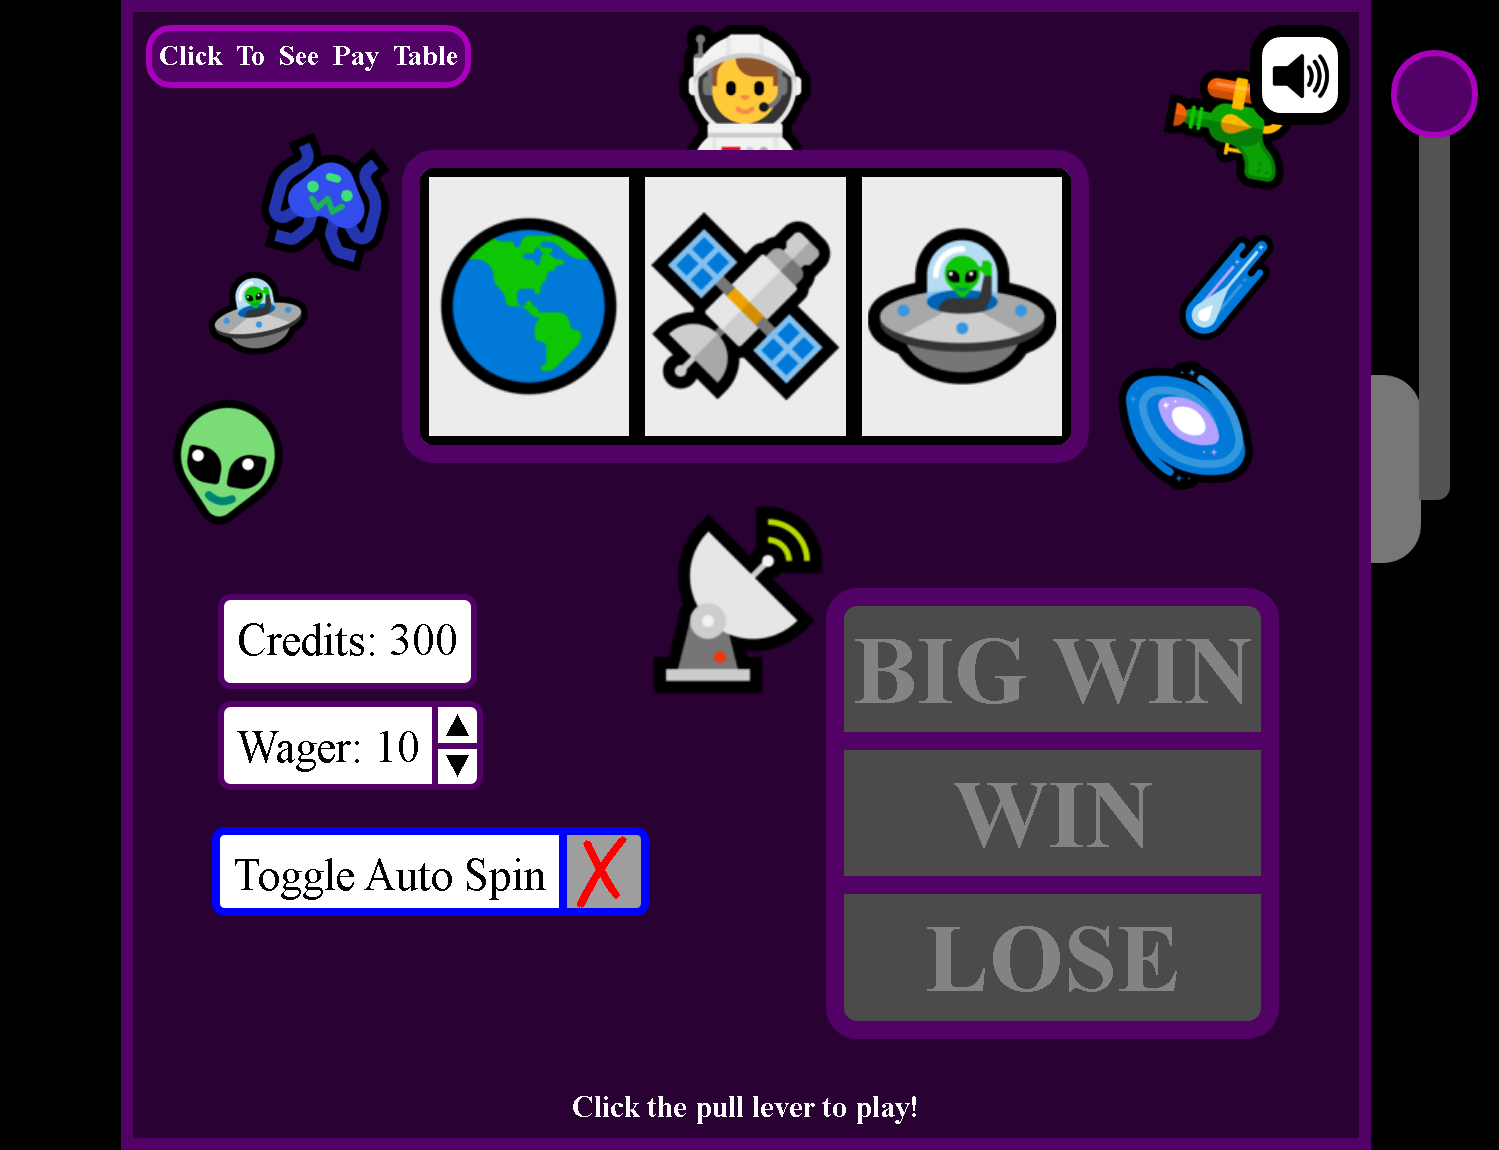 Click To See Pay Table
Credits: 300
Wager: 10
Toggle Auto Spin
BIG WIN
WIN
LOSE
Click the pull lever to play!